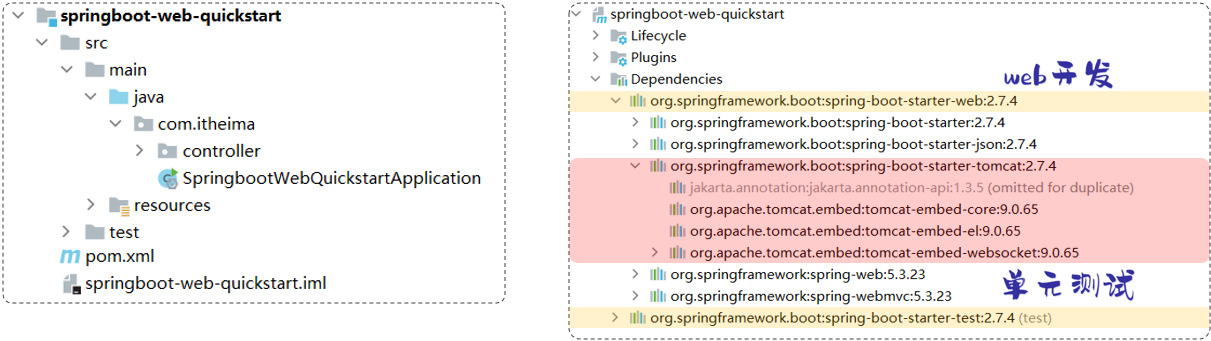 springboot-web-quickstart
src
main
java
com.itheima
controller
SpringbootWebQuickstartApplication
resources
test
pom.xml
springboot-web-quickstart.iml
springboot-web-quickstart
Lifecycle
Plugins
Dependencies
web开发
org.springframework.boot:spring-boot-starter-web:2.7.4
org.springframework.boot:spring-boot-starter:2.7.4
org.springframework.boot:spring-boot-starter-json:2.7.4
org.springframework.boot:spring-boot-starter-tomcat:2.7.4
jakarta.annotation:jakarta.annotation-api:1.3.5 (omitted for duplicate)
org.apache.tomcat.embed:tomcat-embed-core:9.0.65
org.apache.tomcat.embed:tomcat-embed-el:9.0.65
org.apache.tomcat.embed:tomcat-embed-websocket:9.0.65
org.springframework:spring-web:5.3.23
org.springframework:spring-webmvc:5.3.23
单元测试
org.springframework.boot:spring-boot-starter-test:2.7.4 (test)